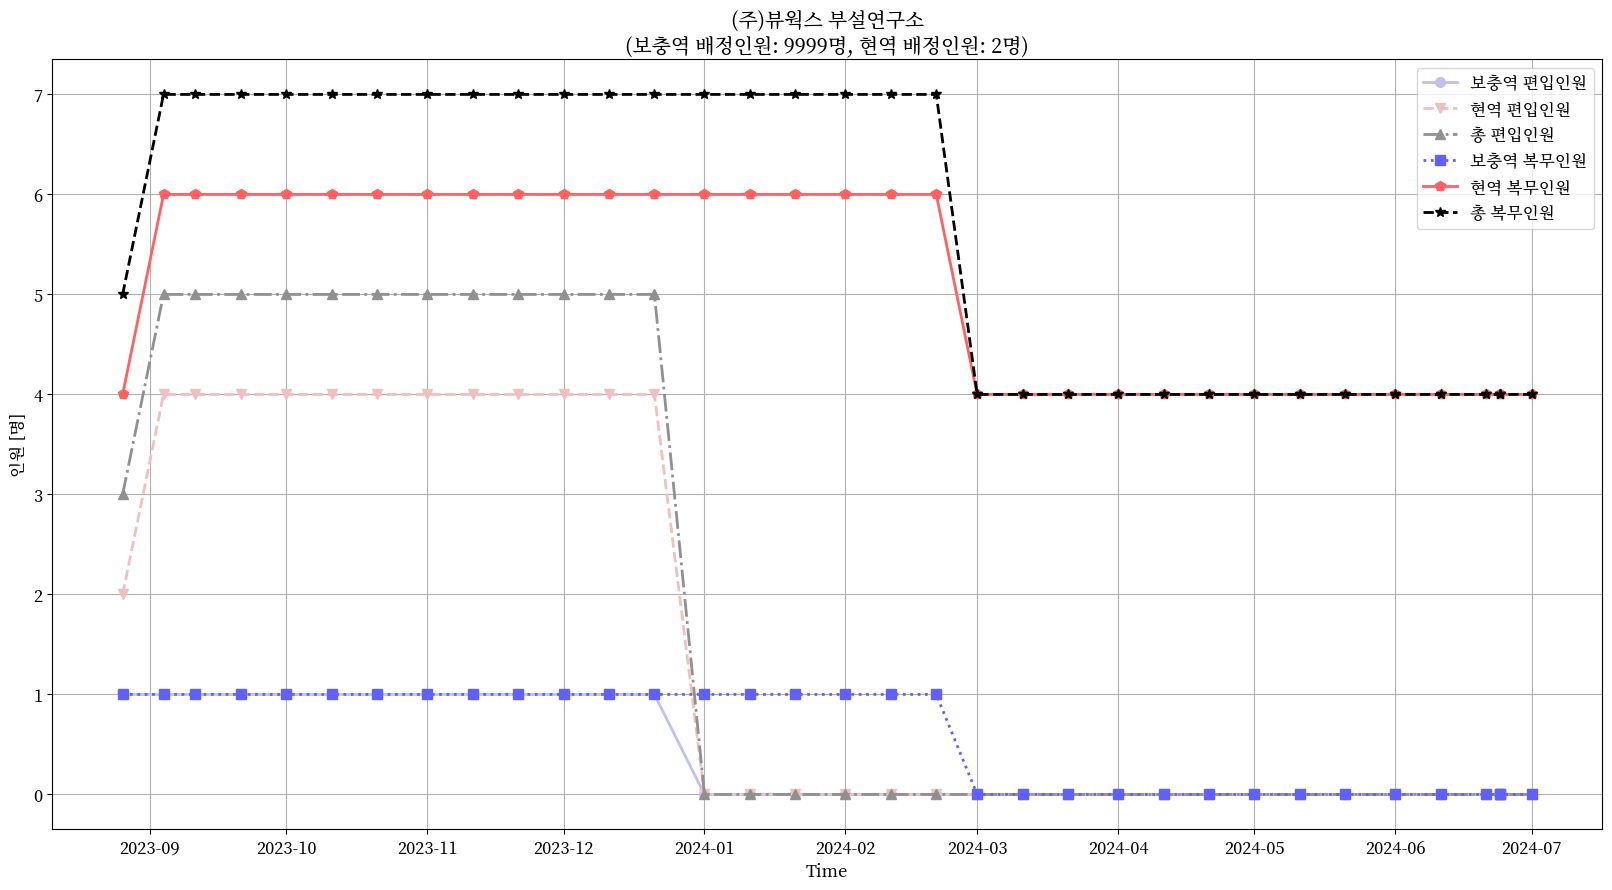 (주)뷰웍스 부설연구소
(보충역 배정인원: 9999명, 현역 배정인원: 2명)
보충역 편입인원
현역 편입인원
총 편입인원
보충역 복무인원
현역 복무인원
총 복무인원
인원 [명]
7
6
5
4
3
2
1
0
2023-09 2023-10 2023-11 2023-12 2024-01 2024-02 2024-03 2024-04 2024-05 2024-06 2024-07
Time